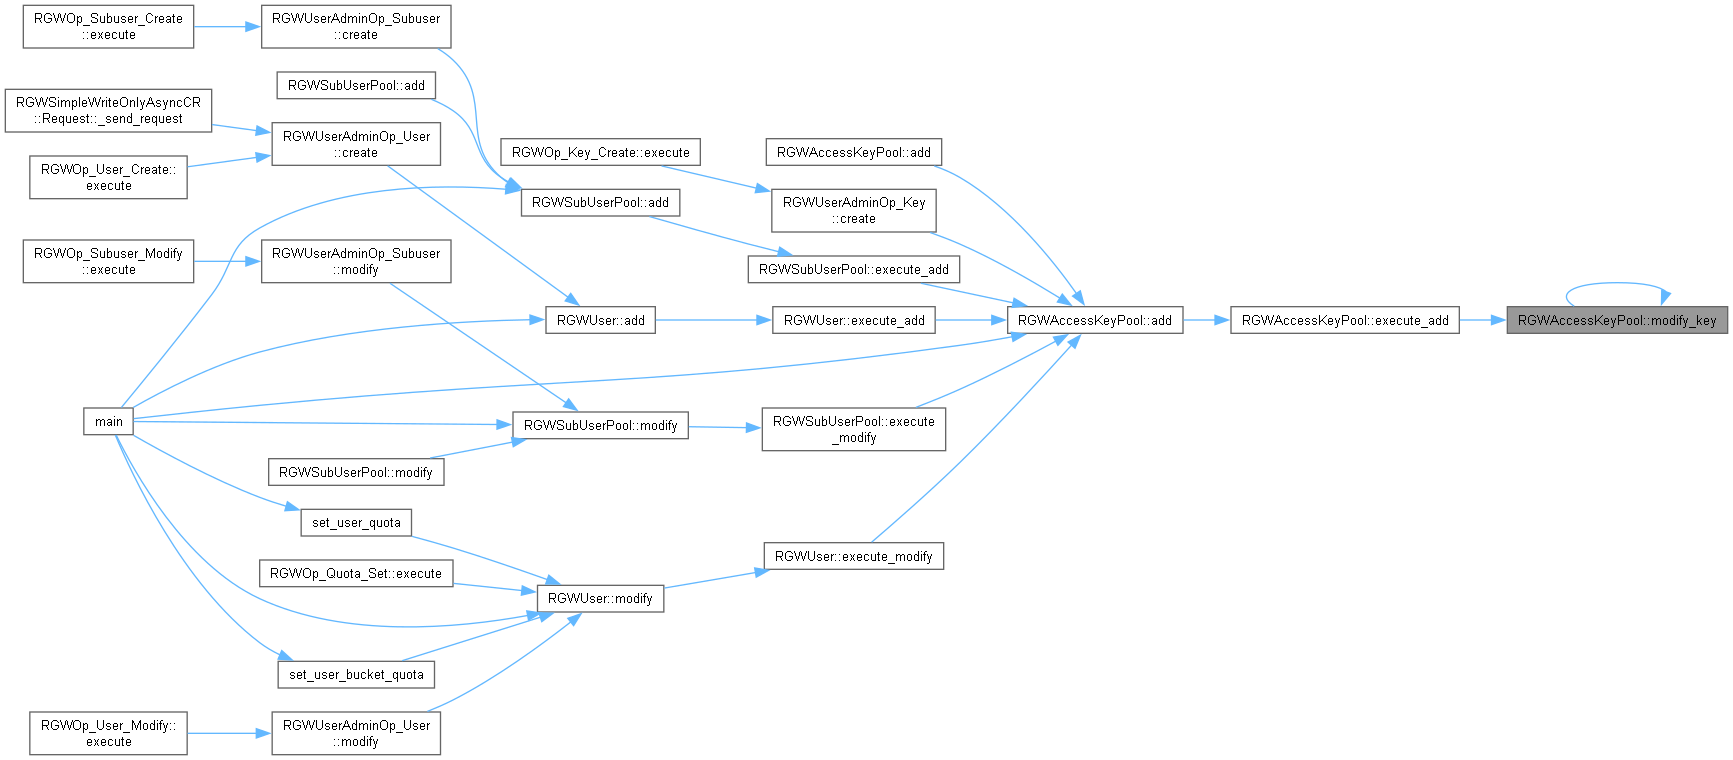 RGWOp_Subuser_Create
::execute
RGWUserAdminOp_Subuser
::create
RGWSubUserPool::add
RGWSimpleWriteOnlyAsyncCR
::Request::_send_request
RGWUserAdminOp_User
::create
RGWOp_User_Create::
execute
RGWOp_Key_Create::execute
RGWAccessKeyPool::add
RGWSubUserPool::add
RGWUserAdminOp_Key
::create
RGWOp_Subuser_Modify
::execute
RGWUserAdminOp_Subuser
::modify
RGWSubUserPool::execute_add
RGWUser::add
RGWUser::execute_add
RGWAccessKeyPool::add
RGWAccessKeyPool::execute_add
RGWAccessKeyPool::modify_key
main
RGWSubUserPool::modify
RGWSubUserPool::execute
_modify
RGWSubUserPool::modify
set_user_quota
RGWUser::execute_modify
RGWOp_Quota_Set::execute
RGWUser::modify
set_user_bucket_quota
RGWOp_User_Modify::
execute
RGWUserAdminOp_User
::modify